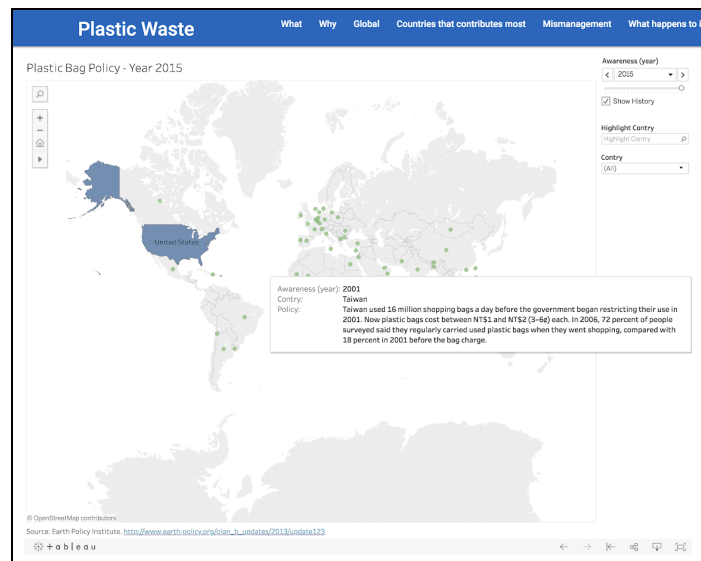 Plastic Waste
What Why Global Countries that contributes most Mismanagement What happens to i
Plastic Bag Policy - Year 2015
Awareness (year)
2015
Show History
Highlight Contry
Highlight Contry
Contry
(All)
United States
Awareness (year): 2001
Contry: Taiwan
Policy: Taiwan used 16 million shopping bags a day before the government began restricting their use in
2001. Now plastic bags cost between NT$1 and NT$2 (3–6¢) each. In 2006, 72 percent of people
surveyed said they regularly carried used plastic bags when they went shopping, compared with
18 percent in 2001 before the bag charge.
© OpenStreetMap contributors
Source: Earth Policy Institute. http://www.earth-policy.org/plan_b_updates/2013/update123
+ a b l e a u